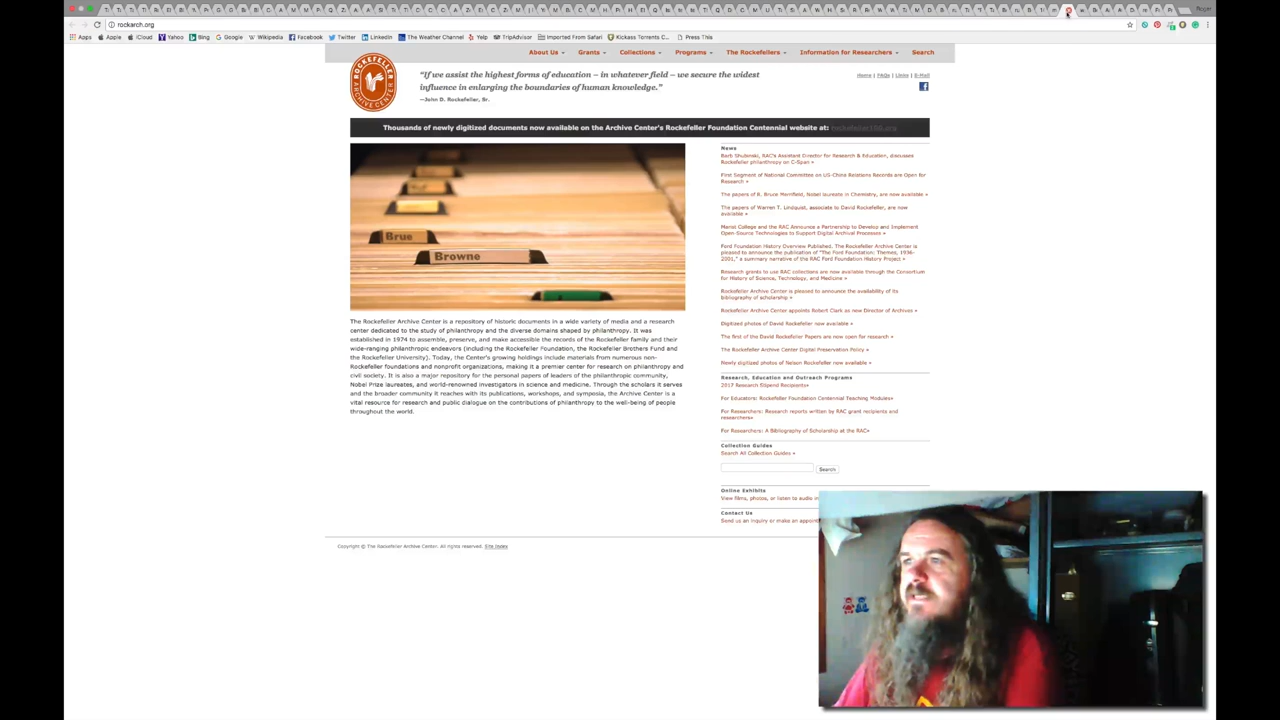 Roger
rockarch.org
Apps Apple iCloud Yahoo Bing Google Wikipedia Facebook Twitter LinkedIn The Weather Channel Yelp TripAdvisor Imported From Safari Kickass Torrents C... Press This
About Us Grants Collections Programs The Rockefellers Information for Researchers Search
ROCKEFELLER ARCHIVE CENTER
"If we assist the highest forms of education – in whatever field – we secure the widest
influence in enlarging the boundaries of human knowledge."
—John D. Rockefeller, Sr.
Home | FAQs | Links | E-Mail
Thousands of newly digitized documents now available on the Archive Center's Rockefeller Foundation Centennial website at: rockefeller100.org
Brue
Browne
The Rockefeller Archive Center is a repository of historic documents in a wide variety of media and a research
center dedicated to the study of philanthropy and the diverse domains shaped by philanthropy. It was
established in 1974 to assemble, preserve, and make accessible the records of the Rockefeller family and their
wide-ranging philanthropic endeavors (including the Rockefeller Foundation, the Rockefeller Brothers Fund and
the Rockefeller University). Today, the Center's growing holdings include materials from numerous non-
Rockefeller foundations and nonprofit organizations, making it a premier center for research on philanthropy and
civil society. It is also a major repository for the personal papers of leaders of the philanthropic community,
Nobel Prize laureates, and world-renowned investigators in science and medicine. Through the scholars it serves
and the broader community it reaches with its publications, workshops, and symposia, the Archive Center is a
vital resource for research and public dialogue on the contributions of philanthropy to the well-being of people
throughout the world.
News
Barb Shubinski, RAC's Assistant Director for Research & Education, discusses
Rockefeller philanthropy on C-Span »
First Segment of National Committee on US-China Relations Records are Open for
Research »
The papers of R. Bruce Merrifield, Nobel laureate in Chemistry, are now available »
The papers of Warren T. Lindquist, associate to David Rockefeller, are now
available »
Marist College and the RAC Announce a Partnership to Develop and Implement
Open-Source Technologies to Support Digital Archival Processes »
Ford Foundation History Overview Published. The Rockefeller Archive Center is
pleased to announce the publication of "The Ford Foundation: Themes, 1936-
2001," a summary narrative of the RAC Ford Foundation History Project »
Research grants to use RAC collections are now available through the Consortium
for History of Science, Technology, and Medicine »
Rockefeller Archive Center is pleased to announce the availability of its
bibliography of scholarship »
Rockefeller Archive Center appoints Robert Clark as new Director of Archives »
Digitized photos of David Rockefeller now available »
The first of the David Rockefeller Papers are now open for research »
The Rockefeller Archive Center Digital Preservation Policy »
Newly digitized photos of Nelson Rockefeller now available »
Research, Education and Outreach Programs
2017 Research Stipend Recipients»
For Educators: Rockefeller Foundation Centennial Teaching Modules»
For Researchers: Research reports written by RAC grant recipients and
researchers»
For Researchers: A Bibliography of Scholarship at the RAC»
Collection Guides
Search All Collection Guides »
Search
Online Exhibits
View films, photos, or listen to audio in
Contact Us
Send us an inquiry or make an appoint
Copyright © The Rockefeller Archive Center. All rights reserved. Site Index